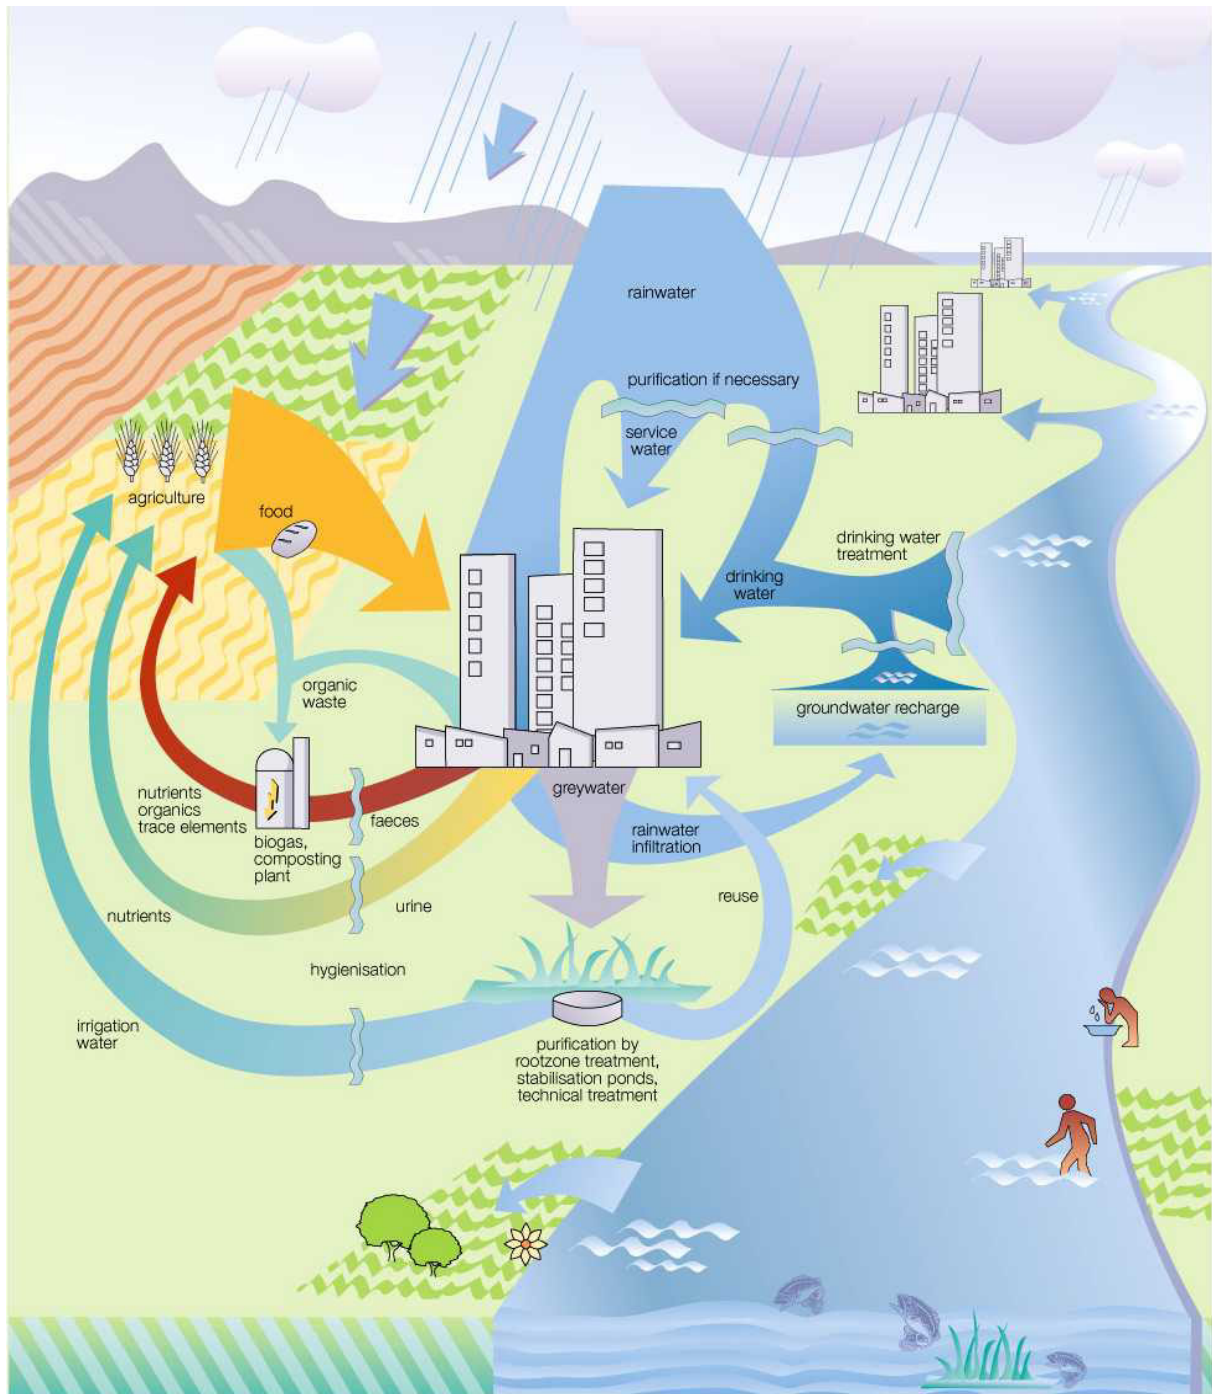 rainwater
purification if necessary
service
water
agriculture
food
drinking water
treatment
drinking
water
organic
waste
groundwater recharge
nutrients
organics
trace elements
greywater
faeces
biogas,
composting
plant
rainwater
infiltration
reuse
urine
nutrients
hygienisation
irrigation
water
purification by
rootzone treatment,
stabilisation ponds,
technical treatment